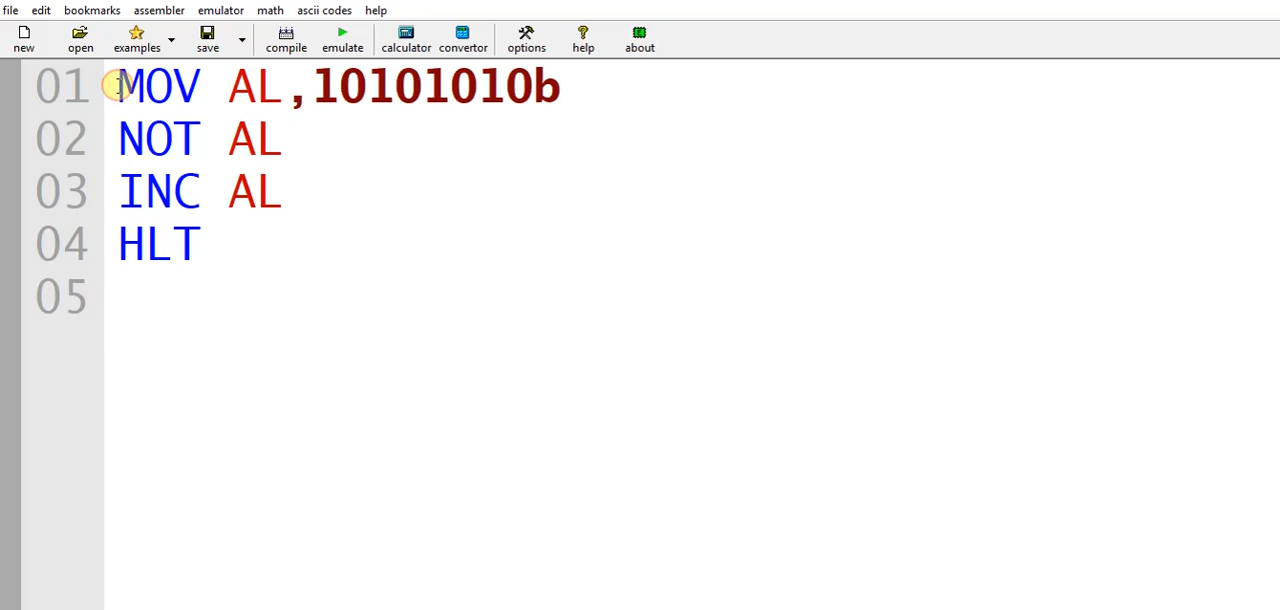 file edit bookmarks assembler emulator math ascii codes help
new open examples save compile emulate calculator convertor options help about
01 MOV AL,10101010b
02 NOT AL
03 INC AL
04 HLT
05